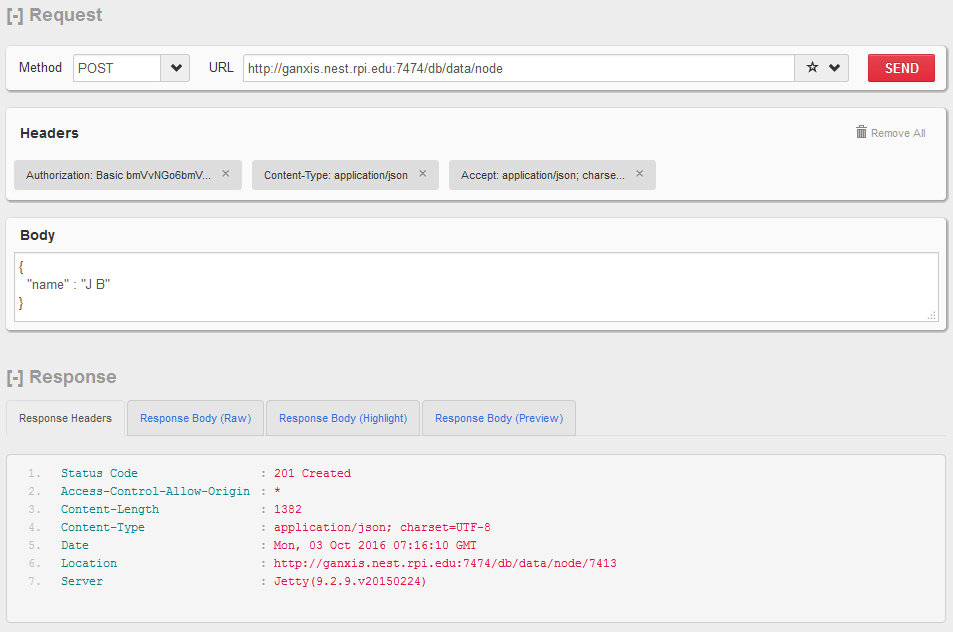 [-] Request
Method POST URL http://ganxis.nest.rpi.edu:7474/db/data/node SEND
Headers Remove All
Authorization: Basic bmVvNGo6bmV... × Content-Type: application/json × Accept: application/json; charse... ×
Body
{
"name" : "J B"
}
[-] Response
Response Headers Response Body (Raw) Response Body (Highlight) Response Body (Preview)
1. Status Code : 201 Created
2. Access-Control-Allow-Origin : *
3. Content-Length : 1382
4. Content-Type : application/json; charset=UTF-8
5. Date : Mon, 03 Oct 2016 07:16:10 GMT
6. Location : http://ganxis.nest.rpi.edu:7474/db/data/node/7413
7. Server : Jetty(9.2.9.v20150224)